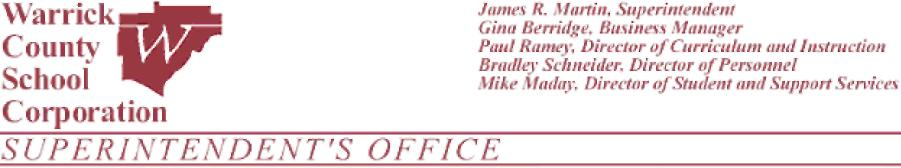 Warrick
County
School
Corporation
W
James R. Martin, Superintendent
Gina Berridge, Business Manager
Paul Ramey, Director of Curriculum and Instruction
Bradley Schneider, Director of Personnel
Mike Maday, Director of Student and Support Services
SUPERINTENDENT'S OFFICE